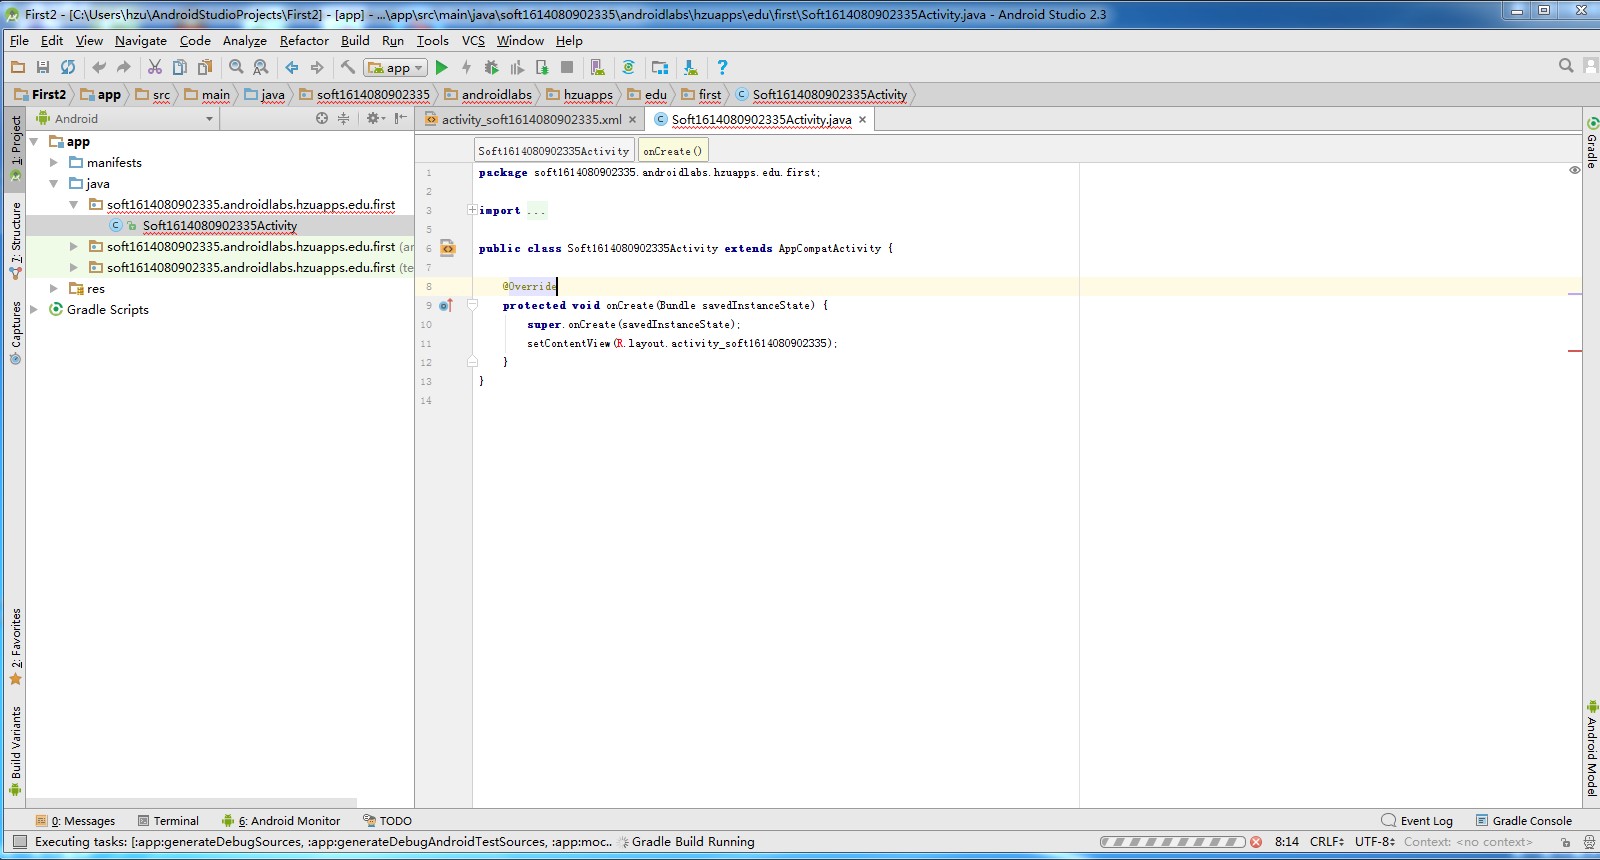 First2 - [C:\Users\hzu\AndroidStudioProjects\First2] - [app] - ...\app\src\main\java\soft1614080902335\androidlabs\hzuapps\edu\first\Soft1614080902335Activity.java - Android Studio 2.3
File Edit View Navigate Code Analyze Refactor Build Run Tools VCS Window Help
app
First2 app src main java soft1614080902335 androidlabs hzuapps edu first Soft1614080902335Activity
Android
activity_soft1614080902335.xml Soft1614080902335Activity.java
Soft1614080902335Activity onCreate()
app
manifests
java
soft1614080902335.androidlabs.hzuapps.edu.first
Soft1614080902335Activity
soft1614080902335.androidlabs.hzuapps.edu.first (ar
soft1614080902335.androidlabs.hzuapps.edu.first (te
res
Gradle Scripts
1: Project
7: Structure
Captures
2: Favorites
Build Variants
1 package soft1614080902335.androidlabs.hzuapps.edu.first;
2
3 import ...
5
6 public class Soft1614080902335Activity extends AppCompatActivity {
7
8 @Override
9 protected void onCreate(Bundle savedInstanceState) {
10 super.onCreate(savedInstanceState);
11 setContentView(R.layout.activity_soft1614080902335);
12 }
13 }
14
Gradle
Android Model
0: Messages Terminal 6: Android Monitor TODO Event Log Gradle Console
Executing tasks: [:app:generateDebugSources, :app:generateDebugAndroidTestSources, :app:moc.. Gradle Build Running 8:14 CRLF UTF-8 Context: <no context>